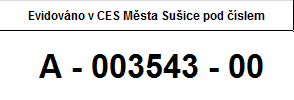 Evidováno v CES Města Sušice pod číslem
A - 003543 - 00